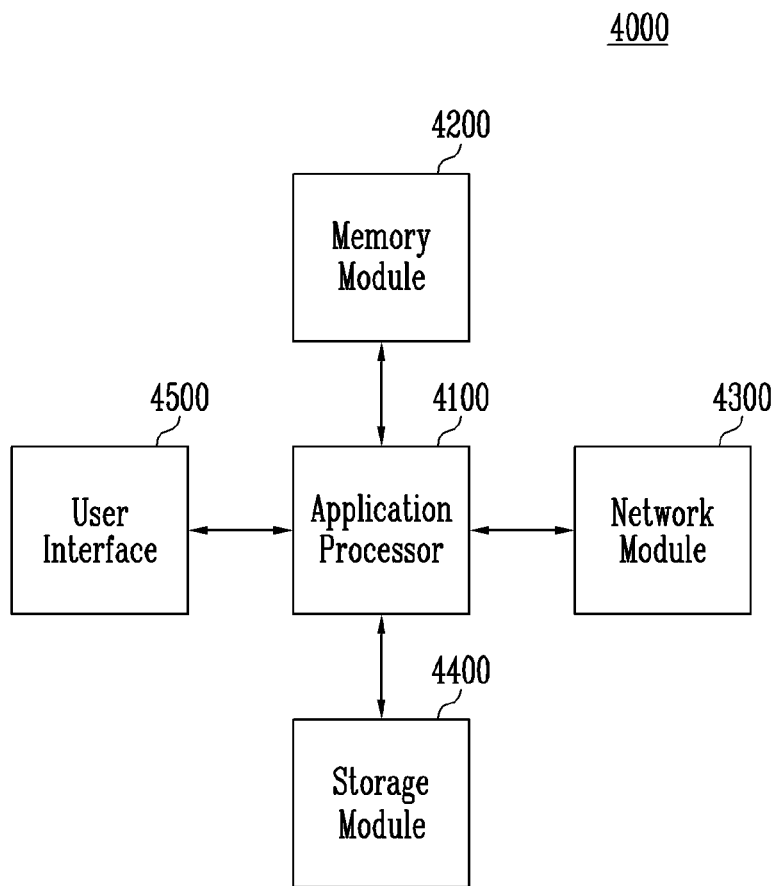 4000
4200
Memory
Module
4500
4100
4300
User
Interface
Application
Processor
Network
Module
4400
Storage
Module